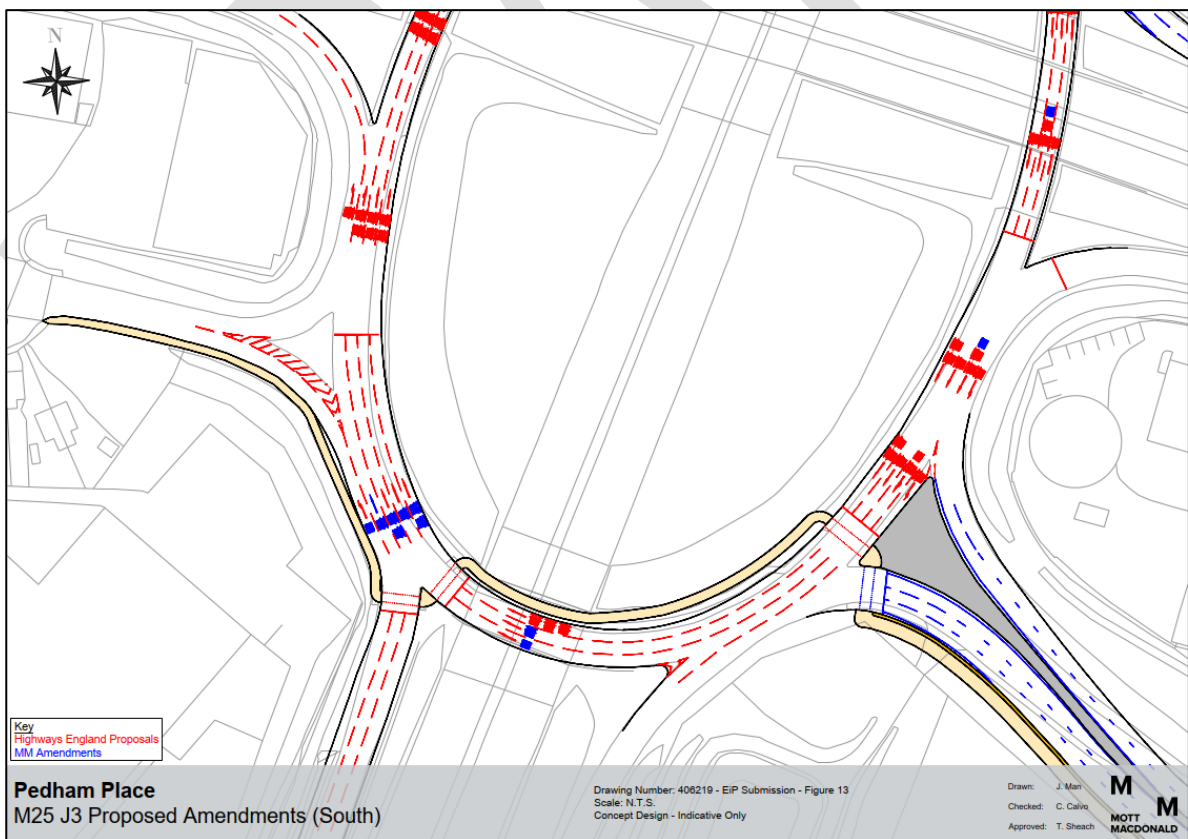 N
Key
Highways England Proposals
MM Amendments
Pedham Place
M25 J3 Proposed Amendments (South)
Drawing Number: 406219 - EiP Submission - Figure 13
Scale: N.T.S.
Concept Design - Indicative Only
Drawn: J. Man
Checked: C. Calvo
Approved: T. Sheach
M
M
MOTT
MACDONALD